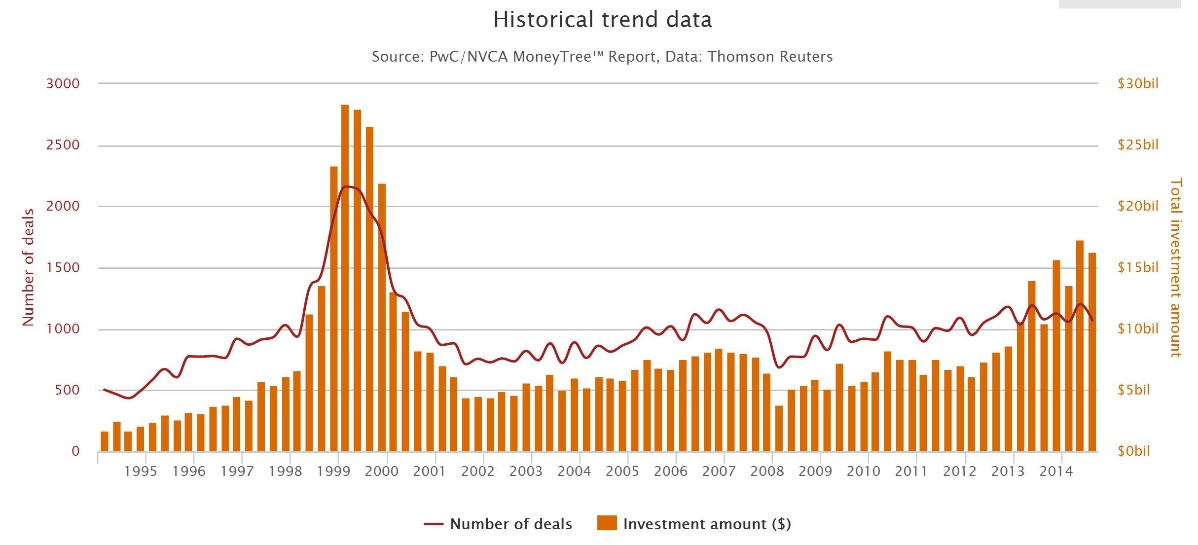 Historical trend data
Source: PwC/NVCA MoneyTree™ Report, Data: Thomson Reuters
3000
2500
2000
1500
1000
500
0
Number of deals
$30bil
$25bil
$20bil
$15bil
$10bil
$5bil
$0bil
Total investment amount
1995 1996 1997 1998 1999 2000 2001 2002 2003 2004 2005 2006 2007 2008 2009 2010 2011 2012 2013 2014
Number of deals Investment amount ($)